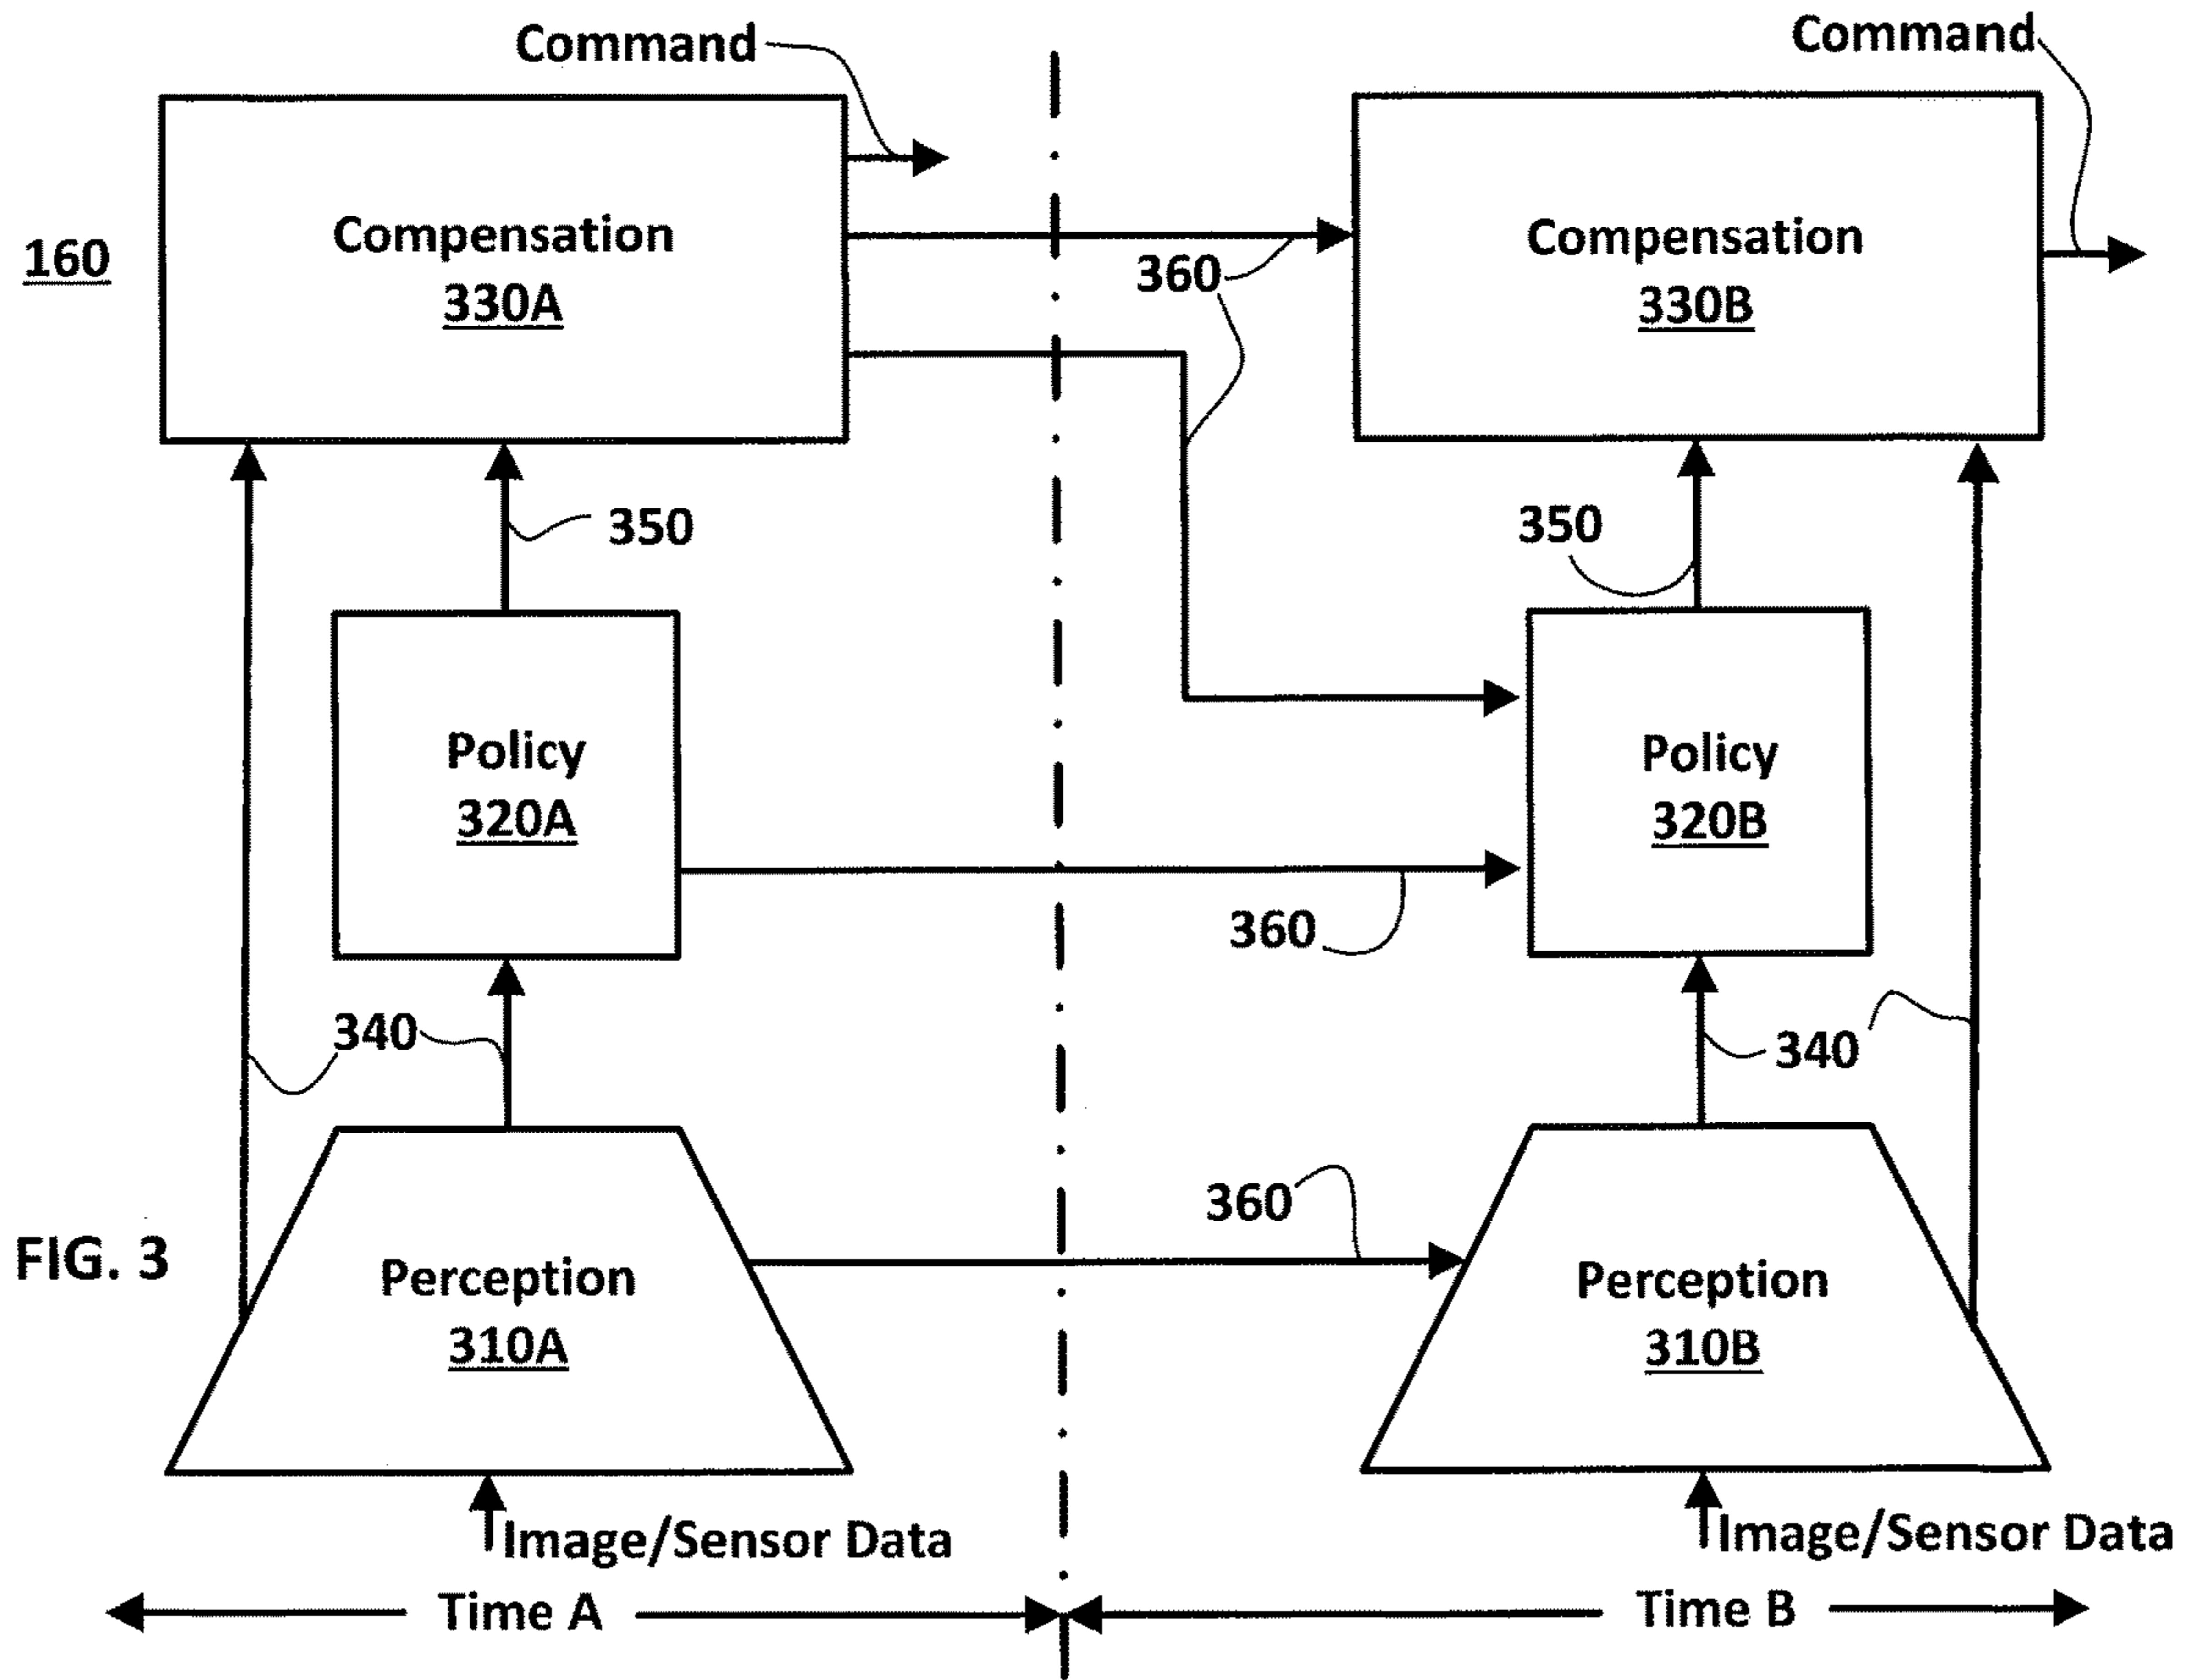 Command
Command
Compensation
330A
Compensation
330B
160
360
350
350
Policy
320A
Policy
320B
360
340
340
360
FIG. 3
Perception
310A
Perception
310B
Image/Sensor Data
Image/Sensor Data
Time A
Time B